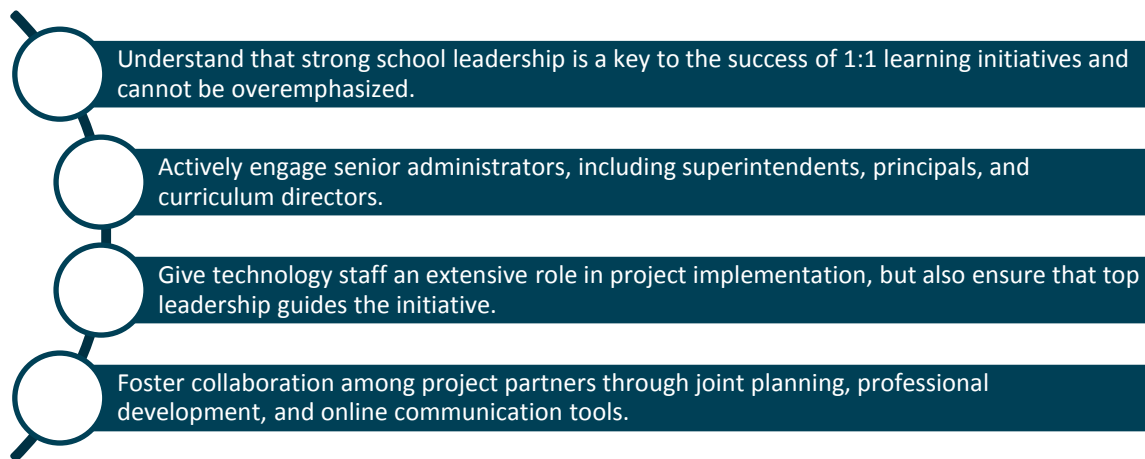 Understand that strong school leadership is a key to the success of 1:1 learning initiatives and
cannot be overemphasized.
Actively engage senior administrators, including superintendents, principals, and
curriculum directors.
Give technology staff an extensive role in project implementation, but also ensure that top
leadership guides the initiative.
Foster collaboration among project partners through joint planning, professional
development, and online communication tools.